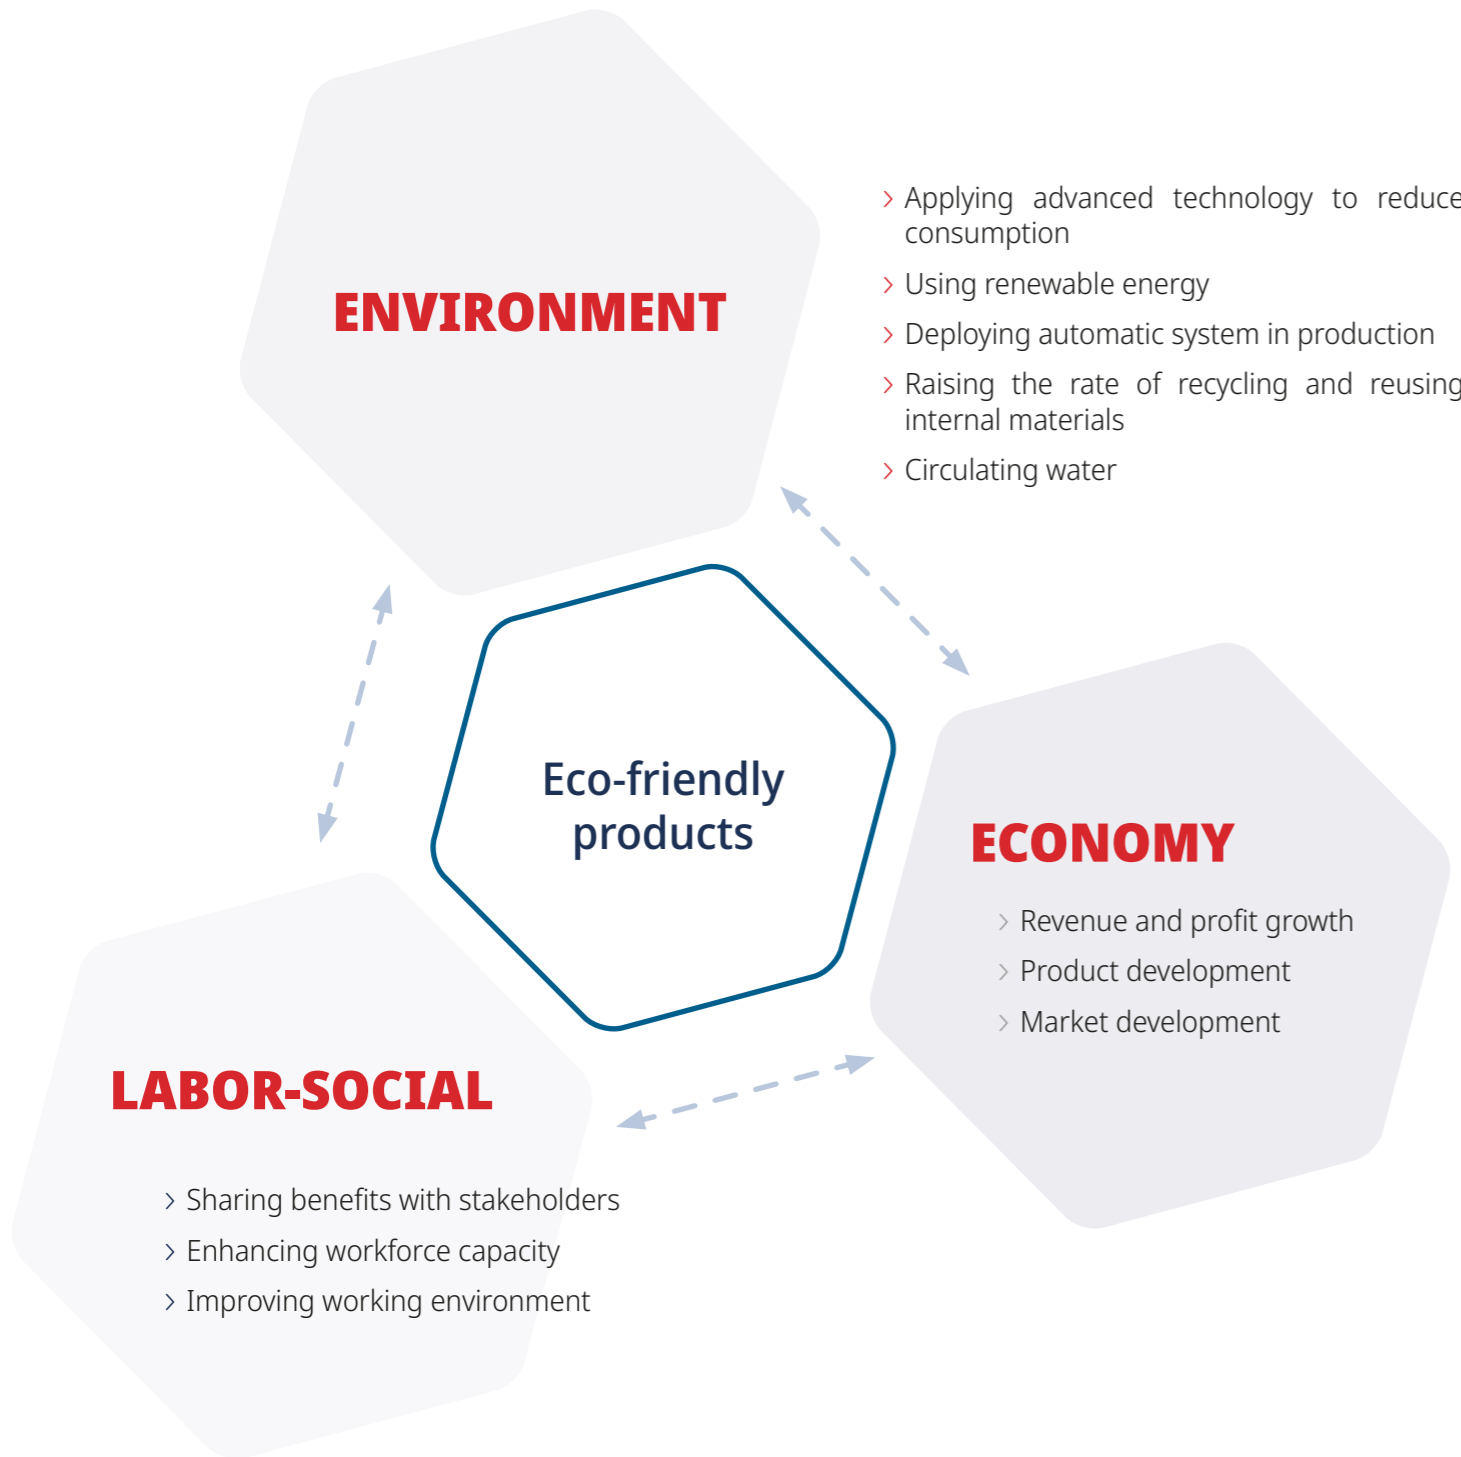 ENVIRONMENT
Applying advanced technology to reduce
consumption
Using renewable energy
Deploying automatic system in production
Raising the rate of recycling and reusing
internal materials
Circulating water
Eco-friendly
products
ECONOMY
Revenue and profit growth
Product development
Market development
LABOR-SOCIAL
Sharing benefits with stakeholders
Enhancing workforce capacity
Improving working environment